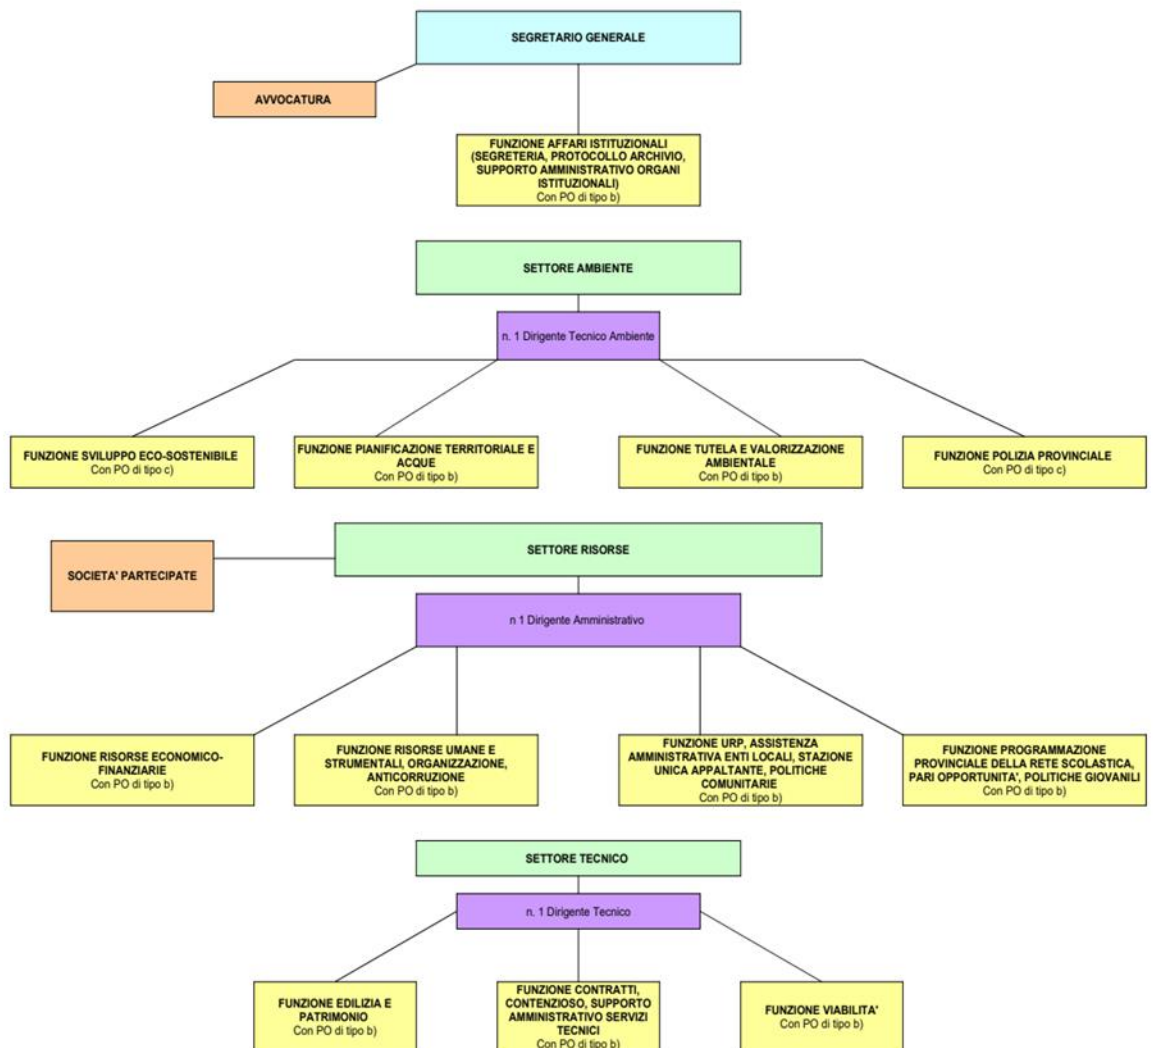 SEGRETARIO GENERALE
AVVOCATURA
FUNZIONE AFFARI ISTITUZIONALI
(SEGRETERIA, PROTOCOLLO ARCHIVIO,
SUPPORTO AMMINISTRATIVO ORGANI
ISTITUZIONALI)
Con PO di tipo b)
SETTORE AMBIENTE
n. 1 Dirigente Tecnico Ambiente
FUNZIONE SVILUPPO ECO-SOSTENIBILE
Con PO di tipo c)
FUNZIONE PIANIFICAZIONE TERRITORIALE E
ACQUE
Con PO di tipo b)
FUNZIONE TUTELA E VALORIZZAZIONE
AMBIENTALE
Con PO di tipo b)
FUNZIONE POLIZIA PROVINCIALE
Con PO di tipo c)
SETTORE RISORSE
SOCIETA' PARTECIPATE
n 1 Dirigente Amministrativo
FUNZIONE RISORSE ECONOMICO-
FINANZIARIE
Con PO di tipo b)
FUNZIONE RISORSE UMANE E
STRUMENTALI, ORGANIZZAZIONE,
ANTICORRUZIONE
Con PO di tipo b)
FUNZIONE URP, ASSISTENZA
AMMINISTRATIVA ENTI LOCALI, STAZIONE
UNICA APPALTANTE, POLITICHE
COMUNITARIE
Con PO di tipo b)
FUNZIONE PROGRAMMAZIONE
PROVINCIALE DELLA RETE SCOLASTICA,
PARI OPPORTUNITA', POLITICHE GIOVANILI
Con PO di tipo b)
SETTORE TECNICO
n. 1 Dirigente Tecnico
FUNZIONE EDILIZIA E
PATRIMONIO
Con PO di tipo b)
FUNZIONE CONTRATTI,
CONTENZIOSO, SUPPORTO
AMMINISTRATIVO SERVIZI
TECNICI
Con PO di tipo b)
FUNZIONE VIABILITA'
Con PO di tipo b)